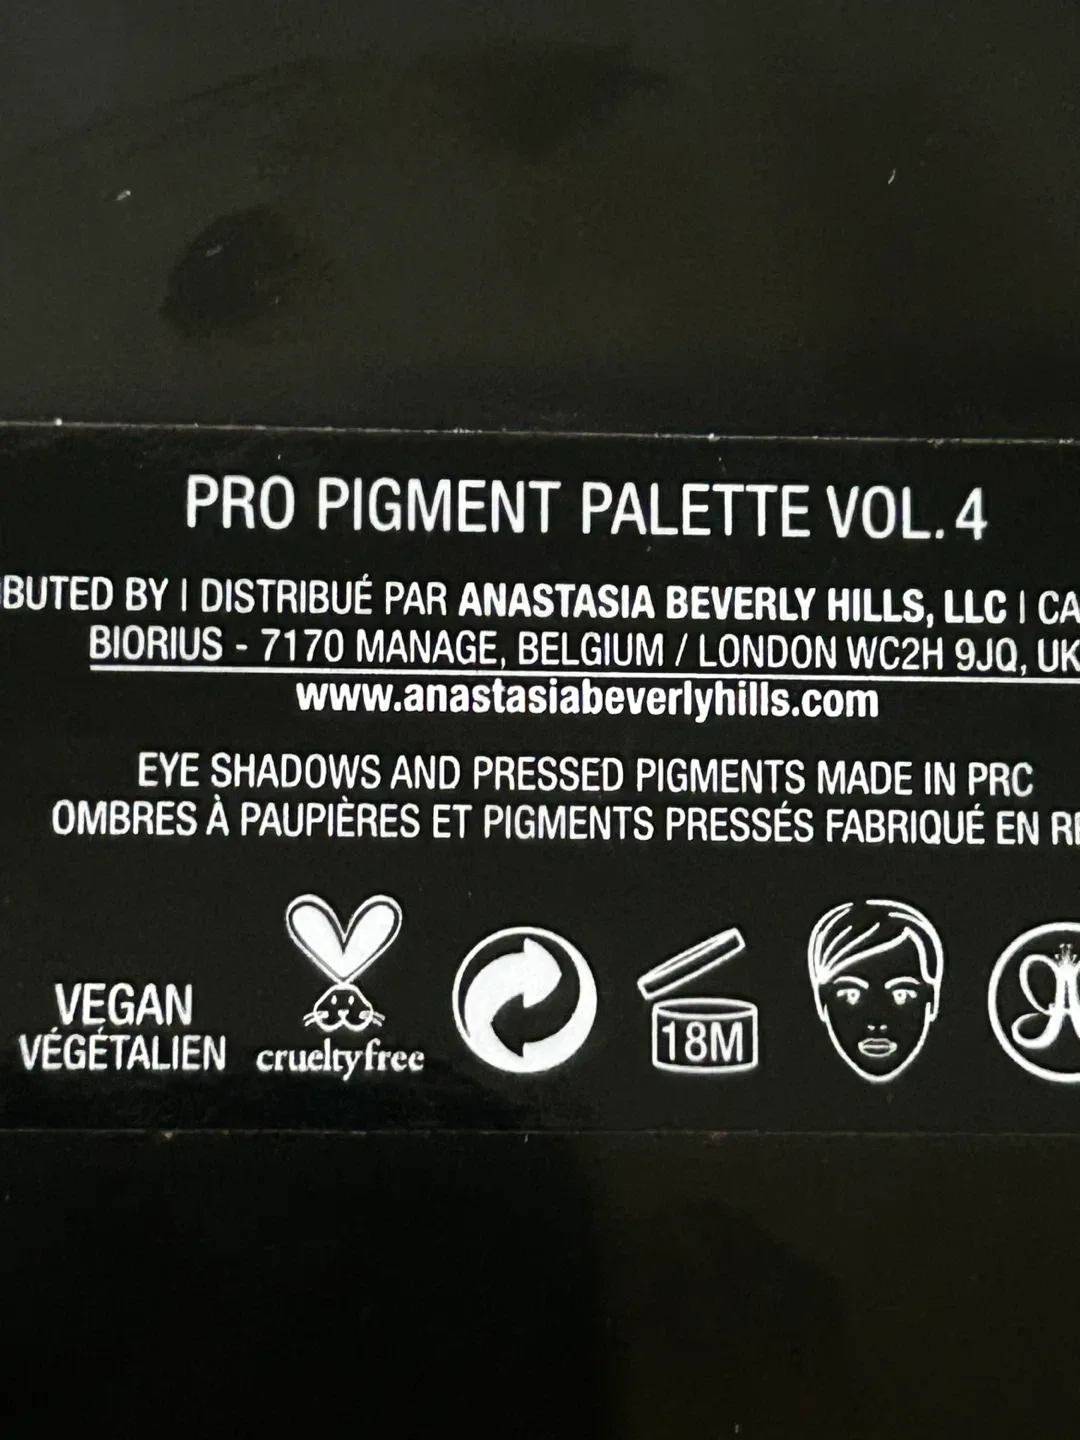 PRO PIGMENT PALETTE VOL. 4
BUTED BY | DISTRIBUÉ PAR ANASTASIA BEVERLY HILLS, LLC | CA
BIORIUS - 7170 MANAGE, BELGIUM / LONDON WC2H 9JQ, UK
www.anastasiabeverlyhills.com
EYE SHADOWS AND PRESSED PIGMENTS MADE IN PRC
OMBRES À PAUPIÈRES ET PIGMENTS PRESSÉS FABRIQUÉ EN
VEGAN
VÉGÉTALIEN
crueltyfree
18M